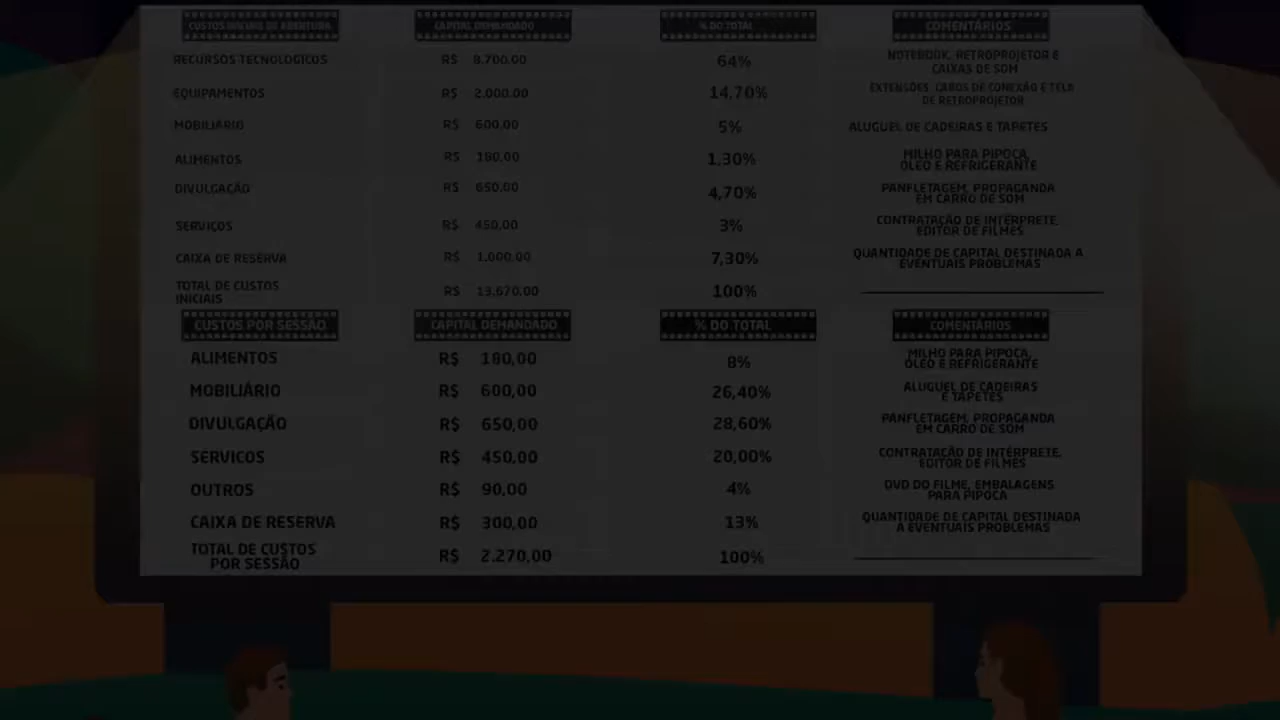 CUSTOS INICIAIS DE ABERTURA CAPITAL DEMANDADO % DO TOTAL COMENTÁRIOS
RECURSOS TECNOLÓGICOS R$ 8.700,00 64% NOTEBOOK, RETROPROJETOR E
CAIXAS DE SOM
EQUIPAMENTOS R$ 2.000,00 14,70% EXTENSÕES, CABOS DE CONEXÃO E TELA
DE RETROPROJETOR
MOBILIÁRIO R$ 600,00 5% ALUGUEL DE CADEIRAS E TAPETES
ALIMENTOS R$ 180,00 1,30% MILHO PARA PIPOCA,
ÓLEO E REFRIGERANTE
DIVULGAÇÃO R$ 650,00 4,70% PANFLETAGEM, PROPAGANDA
EM CARRO DE SOM
SERVIÇOS R$ 450,00 3% CONTRATAÇÃO DE INTÉRPRETE,
EDITOR DE FILMES
CAIXA DE RESERVA R$ 1.000,00 7,30% QUANTIDADE DE CAPITAL DESTINADA A
EVENTUAIS PROBLEMAS
TOTAL DE CUSTOS
INICIAIS R$ 13.670,00 100%
CUSTOS POR SESSÃO CAPITAL DEMANDADO % DO TOTAL COMENTÁRIOS
ALIMENTOS R$ 180,00 8% MILHO PARA PIPOCA,
ÓLEO E REFRIGERANTE
MOBILIÁRIO R$ 600,00 26,40% ALUGUEL DE CADEIRAS
E TAPETES
DIVULGAÇÃO R$ 650,00 28,60% PANFLETAGEM, PROPAGANDA
EM CARRO DE SOM
SERVICOS R$ 450,00 20,00% CONTRATAÇÃO DE INTÉRPRETE,
EDITOR DE FILMES
OUTROS R$ 90,00 4% DVD DO FILME, EMBALAGENS
PARA PIPOCA
CAIXA DE RESERVA R$ 300,00 13% QUANTIDADE DE CAPITAL DESTINADA
A EVENTUAIS PROBLEMAS
TOTAL DE CUSTOS
POR SESSÃO R$ 2.270,00 100%